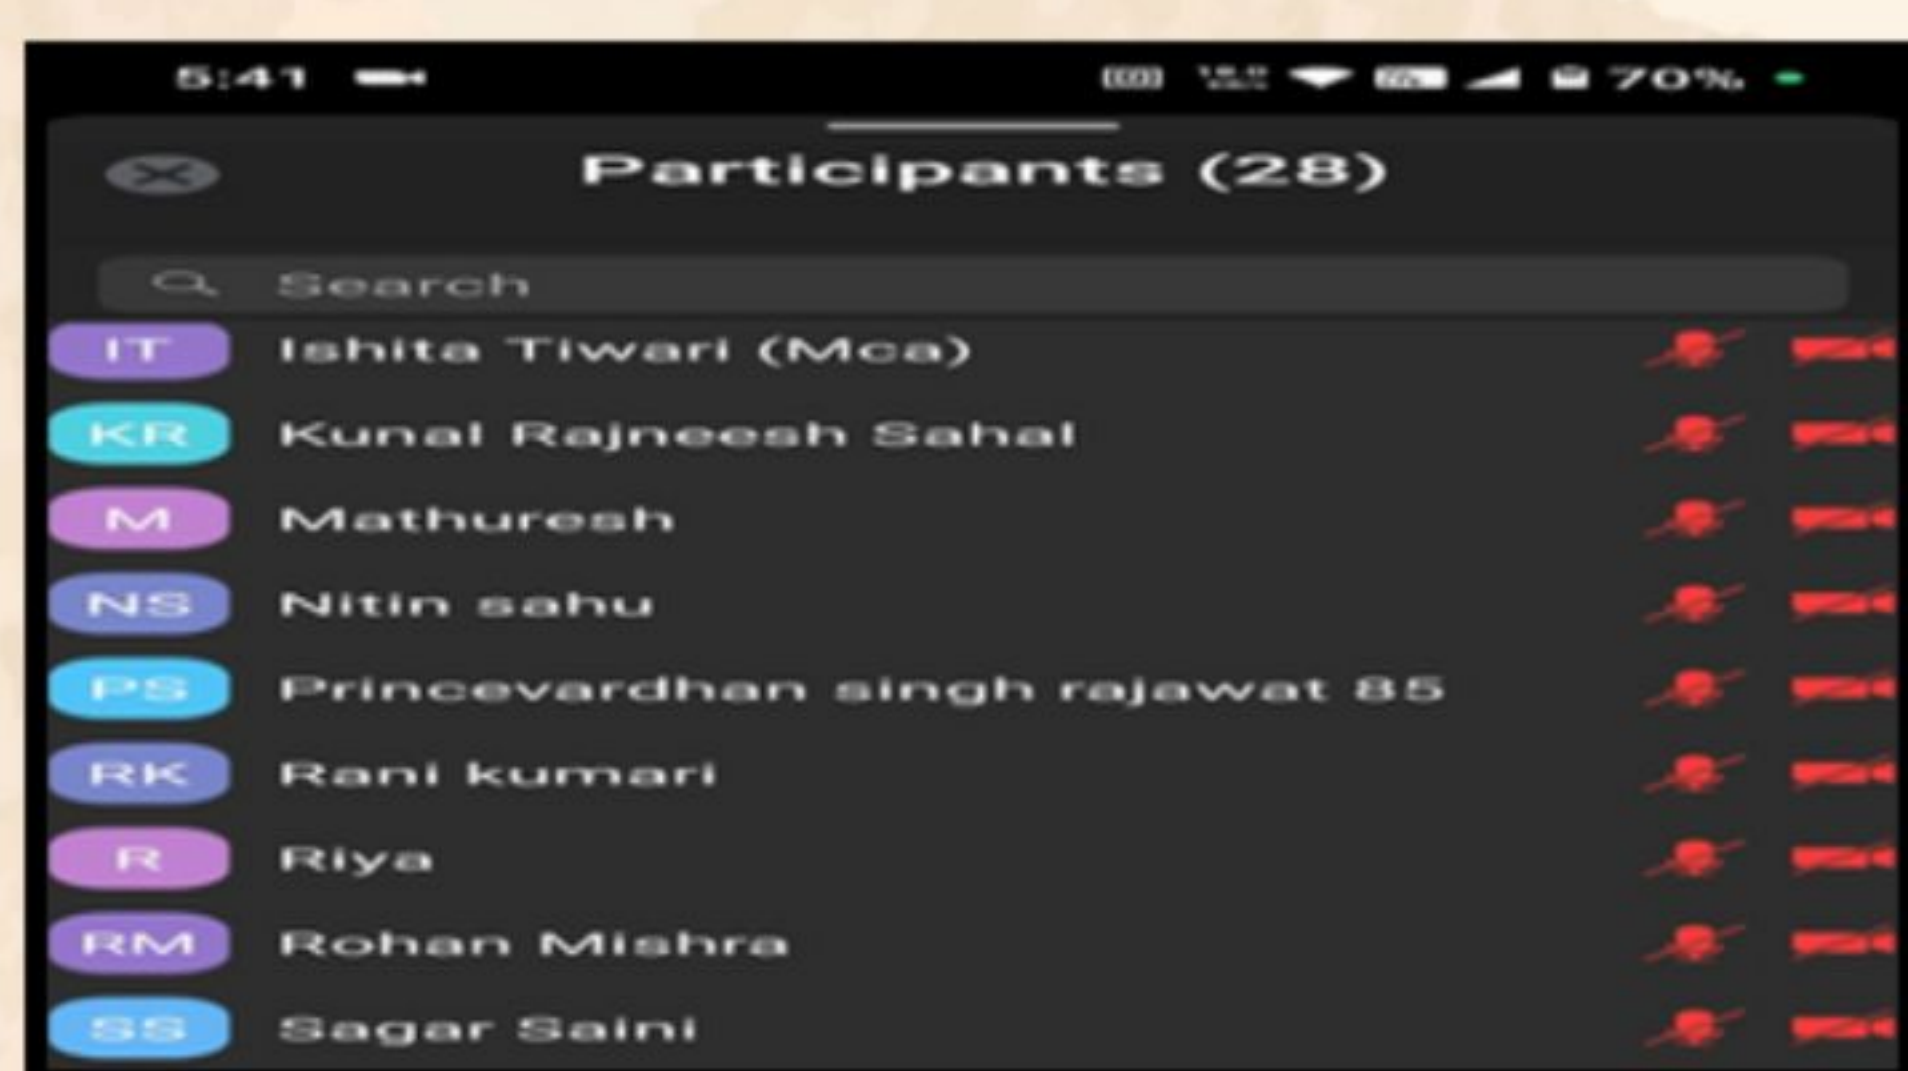 5:41
70%
Participants (28)
Search
IT Ishita Tiwari (Mca)
KR Kunal Rajneesh Sahal
M Mathuresh
NS Nitin sahu
PS Princevardhan singh rajawat 85
RK Rani kumari
R Riya
RM Rohan Mishra
SS Sagar Saini